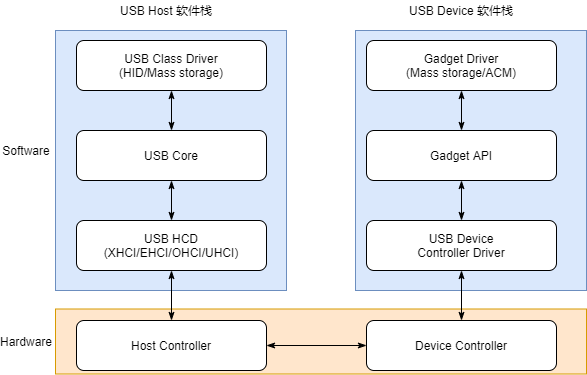 USB Host 软件栈
USB Device 软件栈
USB Class Driver
(HID/Mass storage)
Gadget Driver
(Mass storage/ACM)
Software
USB Core
Gadget API
USB HCD
(XHCI/EHCI/OHCI/UHCI)
USB Device
Controller Driver
Hardware
Host Controller
Device Controller